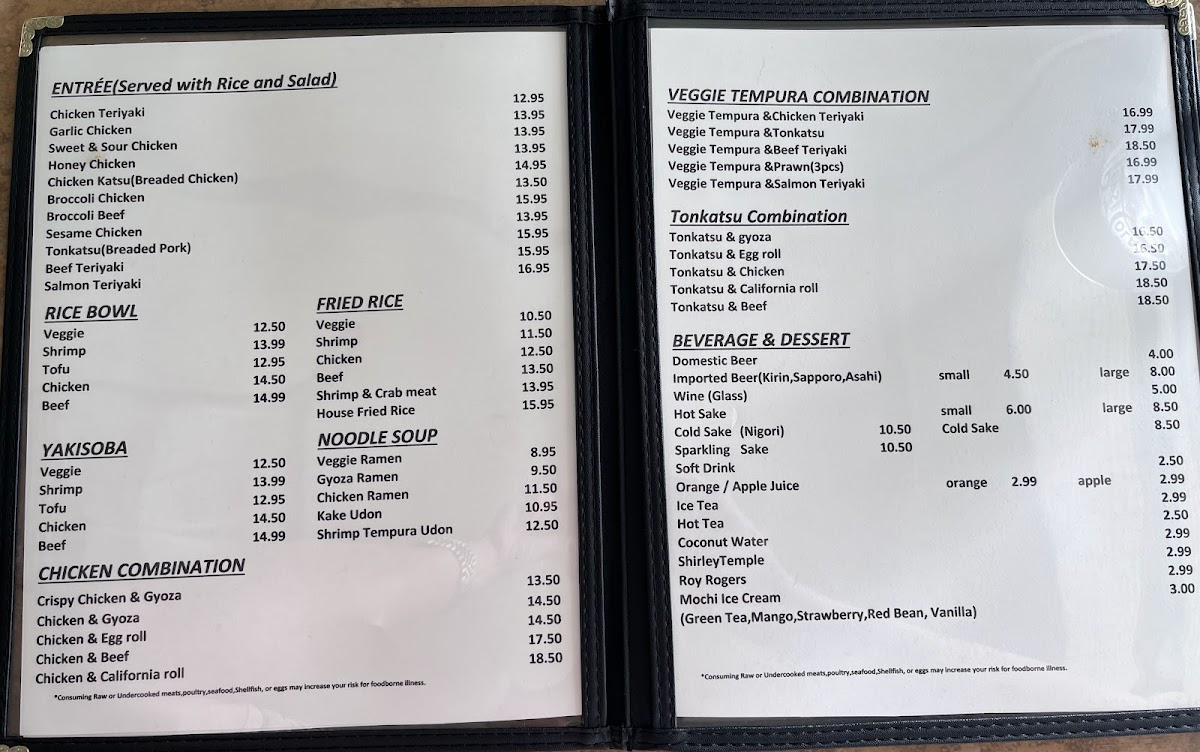 ENTRÉE(Served with Rice and Salad)
Chicken Teriyaki 12.95
Garlic Chicken 13.95
Sweet & Sour Chicken 13.95
Honey Chicken 13.95
Chicken Katsu(Breaded Chicken) 14.95
Broccoli Chicken 13.50
Broccoli Beef 15.95
Sesame Chicken 13.95
Tonkatsu(Breaded Pork) 15.95
Beef Teriyaki 15.95
Salmon Teriyaki 16.95
RICE BOWL
Veggie 12.50
Shrimp 13.99
Tofu 12.95
Chicken 14.50
Beef 14.99
FRIED RICE
Veggie 10.50
Shrimp 11.50
Chicken 12.50
Beef 13.50
Shrimp & Crab meat 13.95
House Fried Rice 15.95
YAKISOBA
Veggie 12.50
Shrimp 13.99
Tofu 12.95
Chicken 14.50
Beef 14.99
NOODLE SOUP
Veggie Ramen 8.95
Gyoza Ramen 9.50
Chicken Ramen 11.50
Kake Udon 10.95
Shrimp Tempura Udon 12.50
CHICKEN COMBINATION
Crispy Chicken & Gyoza 13.50
Chicken & Gyoza 14.50
Chicken & Egg roll 14.50
Chicken & Beef 17.50
Chicken & California roll 18.50
*Consuming Raw or Undercooked meats,poultry,seafood,Shellfish, or eggs may increase your risk for foodborne illness.
VEGGIE TEMPURA COMBINATION
Veggie Tempura &Chicken Teriyaki 16.99
Veggie Tempura &Tonkatsu 17.99
Veggie Tempura &Beef Teriyaki 18.50
Veggie Tempura &Prawn(3pcs) 16.99
Veggie Tempura &Salmon Teriyaki 17.99
Tonkatsu Combination
Tonkatsu & gyoza 16.50
Tonkatsu & Egg roll 16.50
Tonkatsu & Chicken 17.50
Tonkatsu & California roll 18.50
Tonkatsu & Beef 18.50
BEVERAGE & DESSERT
Domestic Beer 4.00
Imported Beer(Kirin,Sapporo,Asahi) small 4.50 large 8.00
Wine (Glass) 5.00
Hot Sake small 6.00 large 8.50
Cold Sake (Nigori) 10.50 Cold Sake 8.50
Sparkling Sake 10.50
Soft Drink 2.50
Orange / Apple Juice orange 2.99 apple 2.99
Ice Tea 2.99
Hot Tea 2.50
Coconut Water 2.99
ShirleyTemple 2.99
Roy Rogers 2.99
Mochi Ice Cream 3.00
(Green Tea,Mango,Strawberry,Red Bean, Vanilla)
*Consuming Raw or Undercooked meats,poultry,seafood,Shellfish, or eggs may increase your risk for foodborne illness.